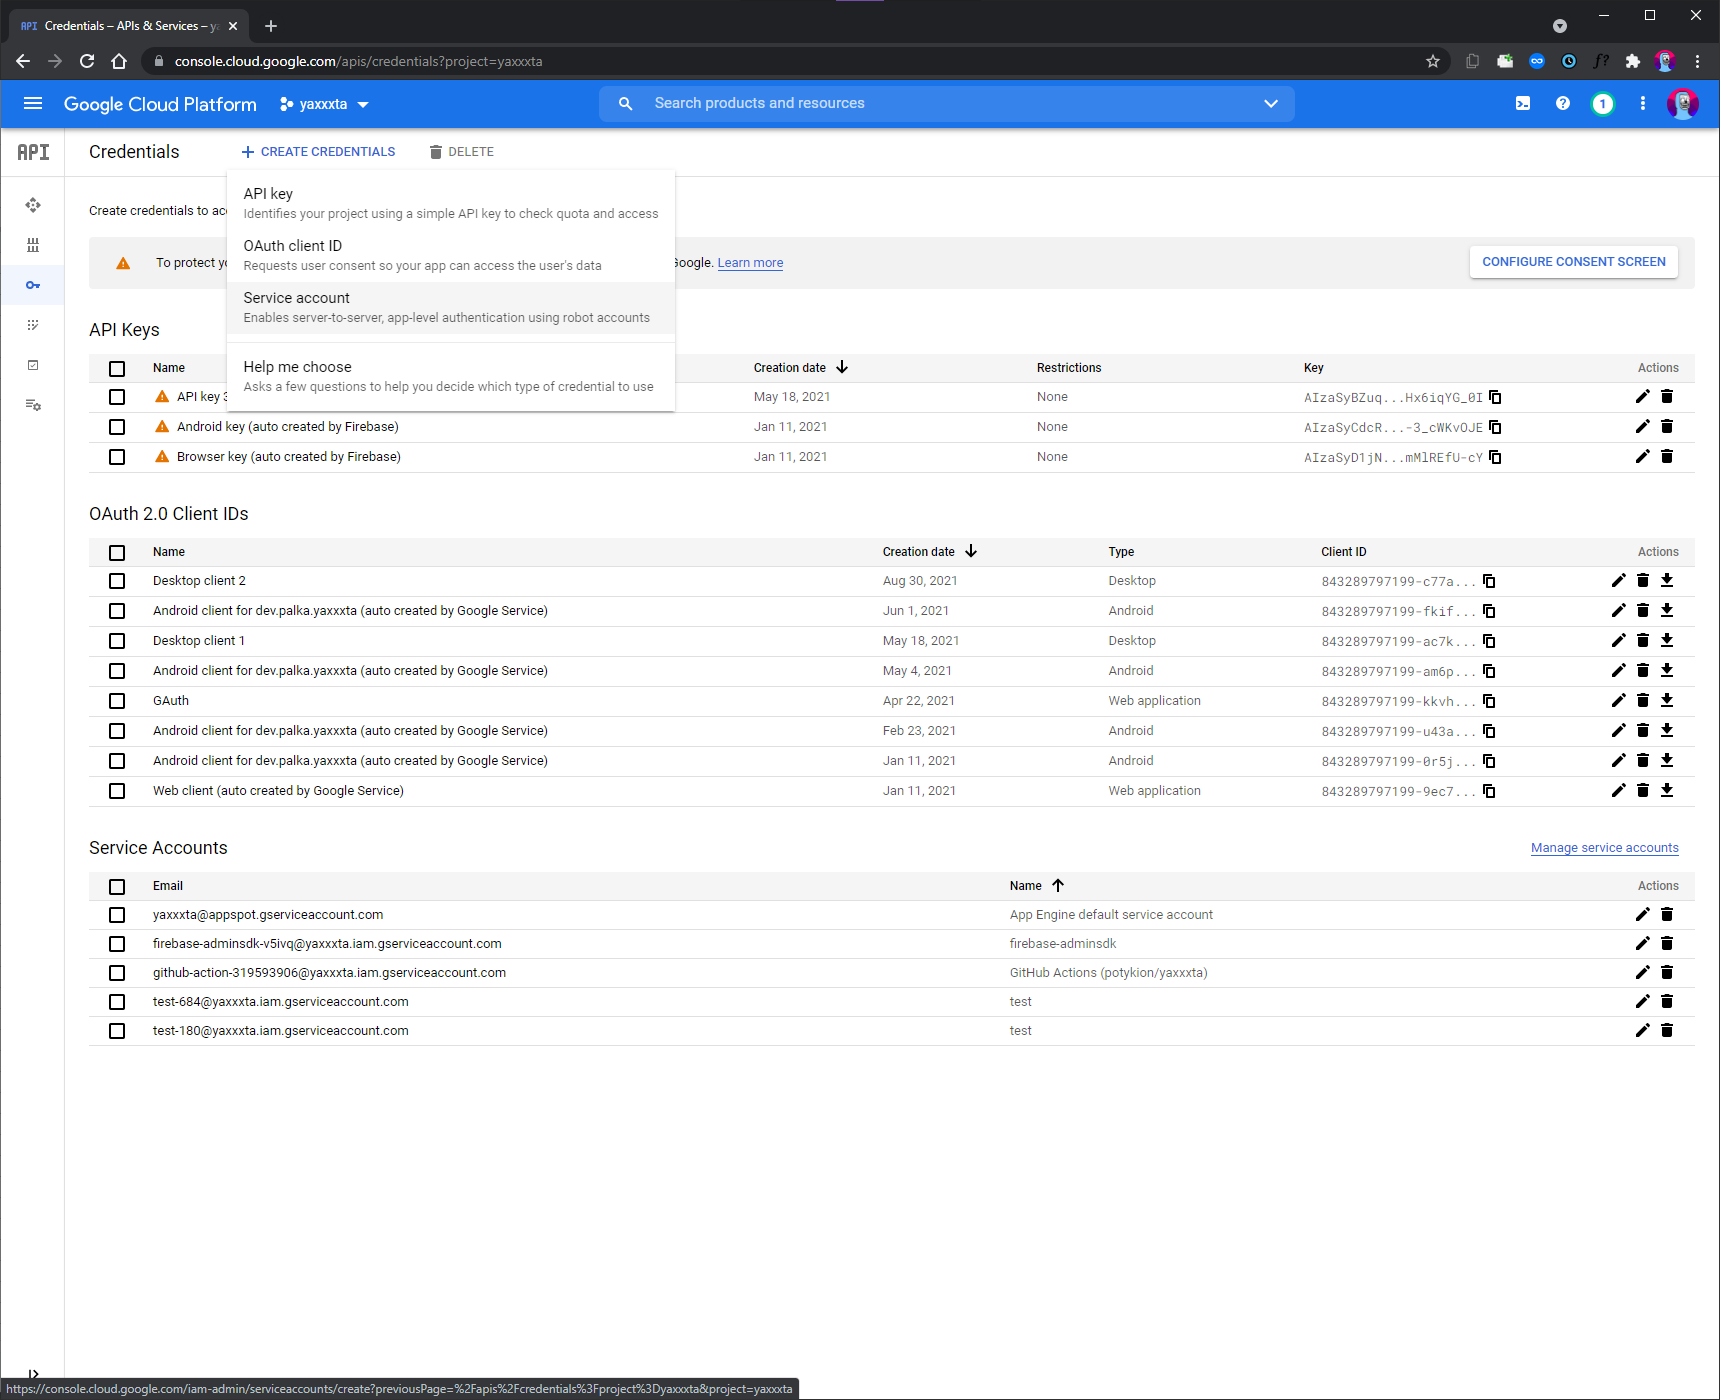 API Credentials – APIs & Services – ya
console.cloud.google.com/apis/credentials?project=yaxxxta
Google Cloud Platform yaxxxta Search products and resources 1
API Credentials CREATE CREDENTIALS DELETE
API key
Identifies your project using a simple API key to check quota and access
OAuth client ID
Requests user consent so your app can access the user's data
Service account
Enables server-to-server, app-level authentication using robot accounts
Help me choose
Asks a few questions to help you decide which type of credential to use
Create credentials to ac
To protect yo Google. Learn more CONFIGURE CONSENT SCREEN
API Keys
Name Creation date Restrictions Key Actions
API key 3 May 18, 2021 None AIzaSyBZuq...Hx6iqYG_0I
Android key (auto created by Firebase) Jan 11, 2021 None AIzaSyCdcR...-3_cWKvOJE
Browser key (auto created by Firebase) Jan 11, 2021 None AIzaSyD1jN...mMlREfU-cY
OAuth 2.0 Client IDs
Name Creation date Type Client ID Actions
Desktop client 2 Aug 30, 2021 Desktop 843289797199-c77a...
Android client for dev.palka.yaxxxta (auto created by Google Service) Jun 1, 2021 Android 843289797199-fkif...
Desktop client 1 May 18, 2021 Desktop 843289797199-ac7k...
Android client for dev.palka.yaxxxta (auto created by Google Service) May 4, 2021 Android 843289797199-am6p...
GAuth Apr 22, 2021 Web application 843289797199-kkvh...
Android client for dev.palka.yaxxxta (auto created by Google Service) Feb 23, 2021 Android 843289797199-u43a...
Android client for dev.palka.yaxxxta (auto created by Google Service) Jan 11, 2021 Android 843289797199-0r5j...
Web client (auto created by Google Service) Jan 11, 2021 Web application 843289797199-9ec7...
Service Accounts Manage service accounts
Email Name Actions
yaxxxta@appspot.gserviceaccount.com App Engine default service account
firebase-adminsdk-v5ivq@yaxxxta.iam.gserviceaccount.com firebase-adminsdk
github-action-319593906@yaxxxta.iam.gserviceaccount.com GitHub Actions (potykion/yaxxxta)
test-684@yaxxxta.iam.gserviceaccount.com test
test-180@yaxxxta.iam.gserviceaccount.com test
https://console.cloud.google.com/iam-admin/serviceaccounts/create?previousPage=%2Fapis%2Fcredentials%3Fproject%3Dyaxxxta&project=yaxxxta